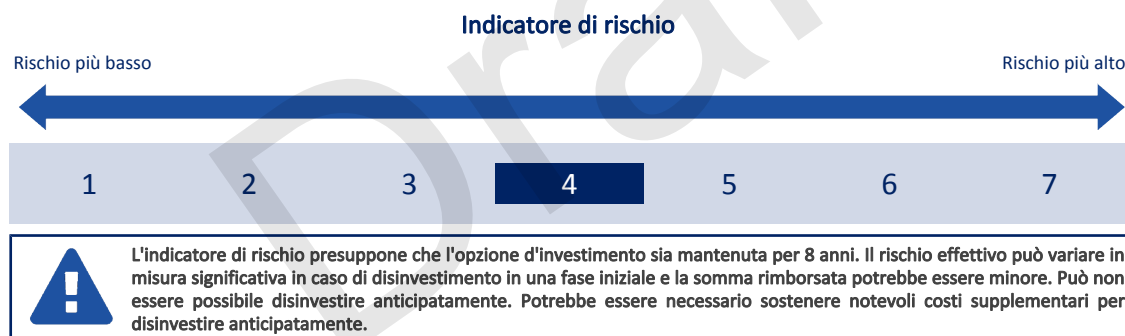 Indicatore di rischio
Rischio più basso
Rischio più alto
1 2 3 4 5 6 7
L'indicatore di rischio presuppone che l'opzione d'investimento sia mantenuta per 8 anni. Il rischio effettivo può variare in
misura significativa in caso di disinvestimento in una fase iniziale e la somma rimborsata potrebbe essere minore. Può non
essere possibile disinvestire anticipatamente. Potrebbe essere necessario sostenere notevoli costi supplementari per
disinvestire anticipatamente.